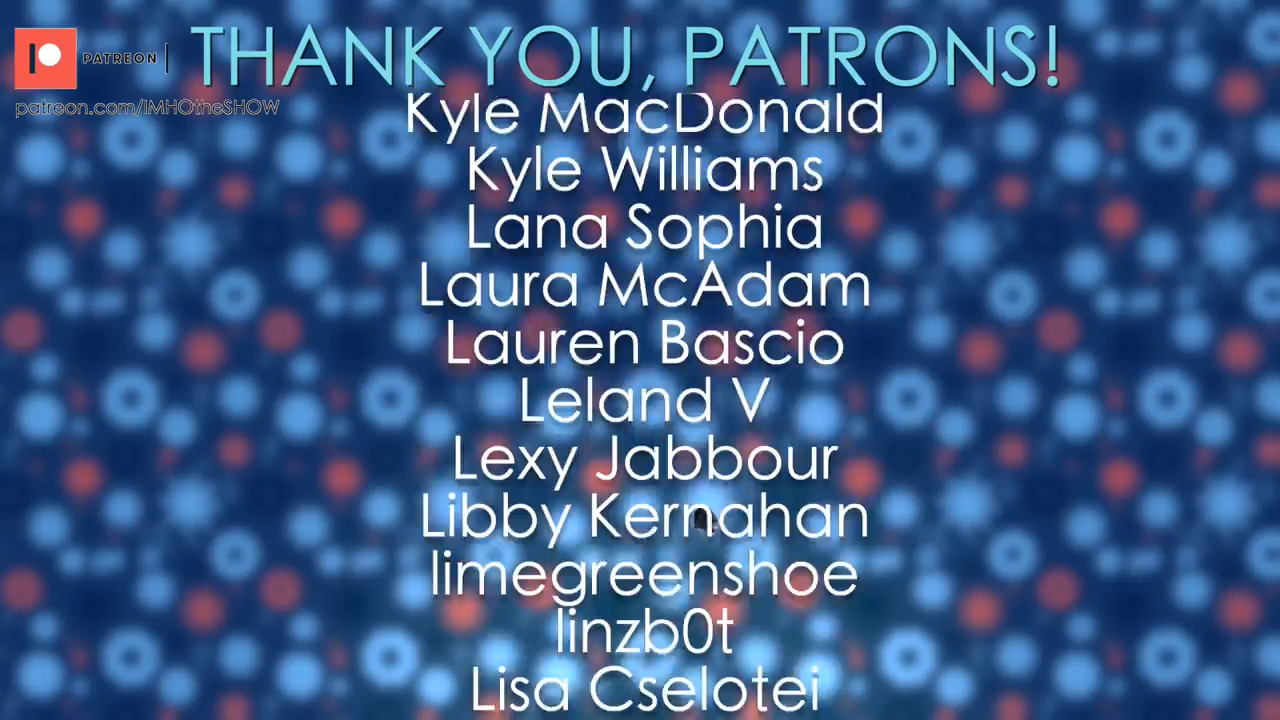 THANK YOU, PATRONS!
PATREON
patreon.com/IMHOtheSHOW
Kyle MacDonald
Kyle Williams
Lana Sophia
Laura McAdam
Lauren Bascio
Leland V
Lexy Jabbour
Libby Kernahan
limegreenshoe
linzb0t
Lisa Cselotei